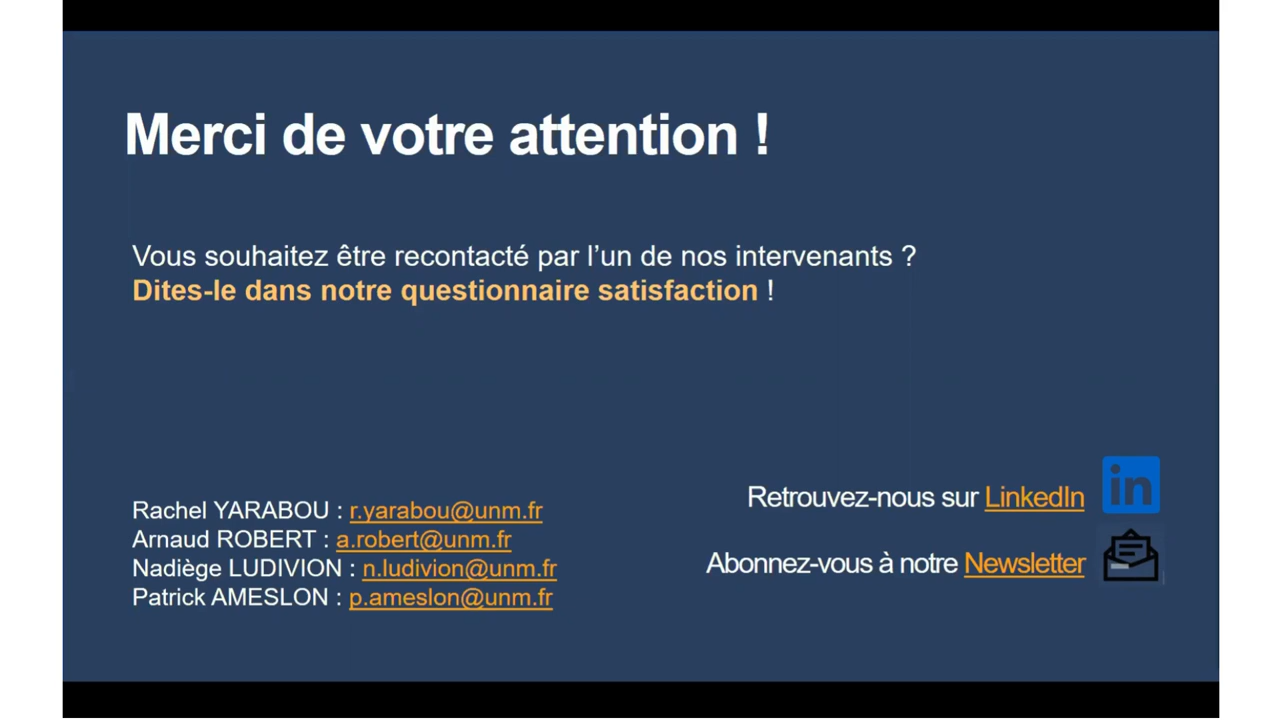 Merci de votre attention !
Vous souhaitez être recontacté par l’un de nos intervenants ?
Dites-le dans notre questionnaire satisfaction !
Rachel YARABOU : r.yarabou@unm.fr
Arnaud ROBERT : a.robert@unm.fr
Nadiège LUDIVION : n.ludivion@unm.fr
Patrick AMESLON : p.ameslon@unm.fr
Retrouvez-nous sur LinkedIn
in
Abonnez-vous à notre Newsletter